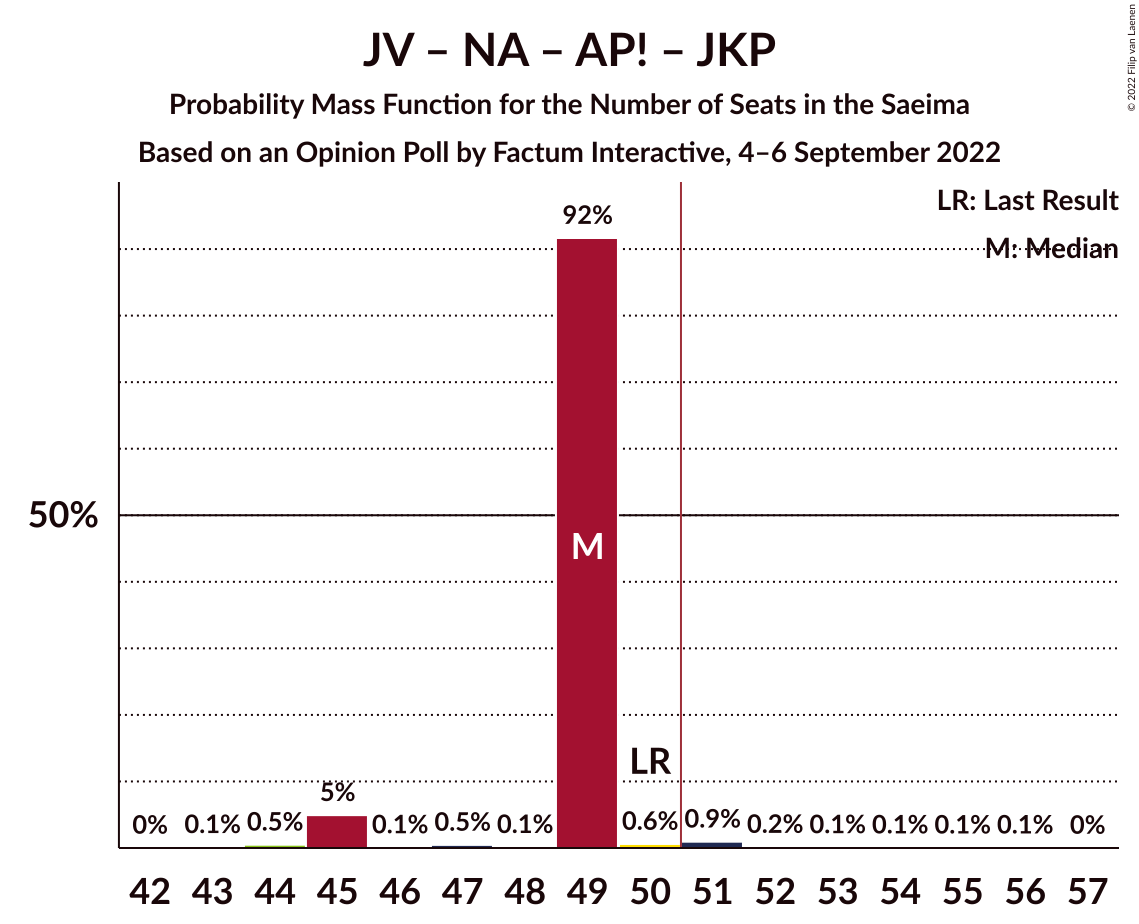 JV – NA – AP! – JKP
Probability Mass Function for the Number of Seats in the Saeima
Based on an Opinion Poll by Factum Interactive, 4–6 September 2022
© 2022 Filip van Laenen
LR: Last Result
M: Median
92%
50%
M
LR
0% 0.1% 0.5% 5% 0.1% 0.5% 0.1% 0.6% 0.9% 0.2% 0.1% 0.1% 0.1% 0.1% 0%
42 43 44 45 46 47 48 49 50 51 52 53 54 55 56 57